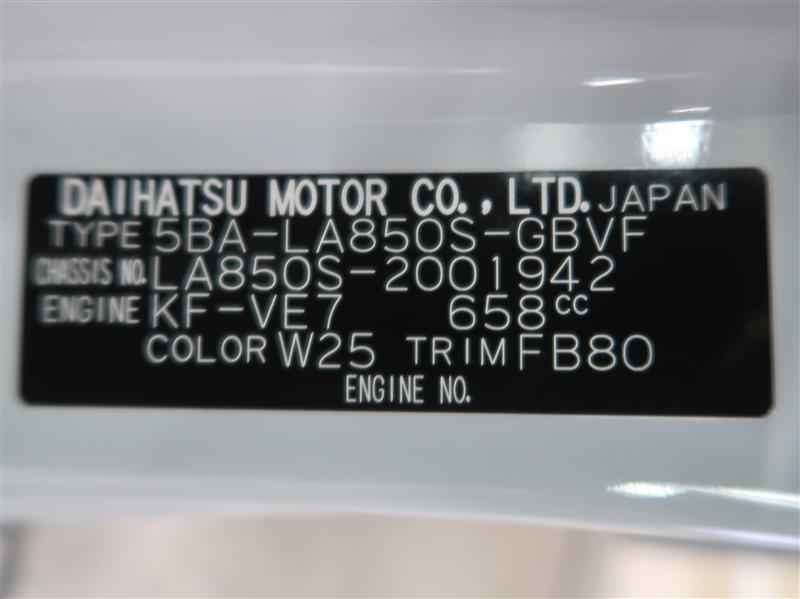 DAIHATSU MOTOR CO., LTD. JAPAN
TYPE 5BA-LA850S-GBVF
CHASSIS NO. LA850S-2001942
ENGINE KF-VE7 658cc
COLOR W25 TRIM FB80
ENGINE NO.